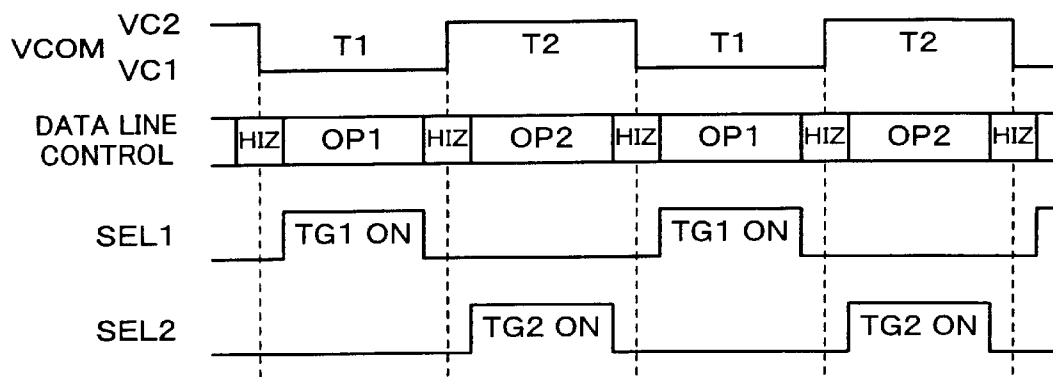 VC2
VCOM
VC1
T1 T2 T1 T2
DATA LINE
CONTROL
HIZ OP1 HIZ OP2 HIZ OP1 HIZ OP2 HIZ
SEL1
TG1 ON TG1 ON
SEL2
TG2 ON TG2 ON